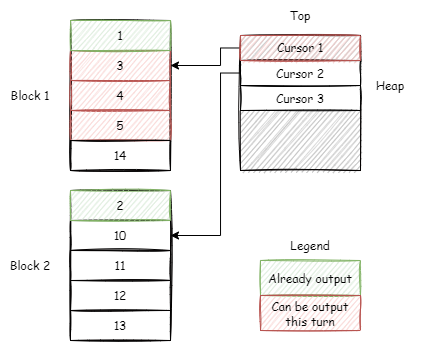 Block 1
1
3
4
5
14
Block 2
2
10
11
12
13
Top
Cursor 1
Cursor 2
Cursor 3
Heap
Legend
Already output
Can be output
this turn